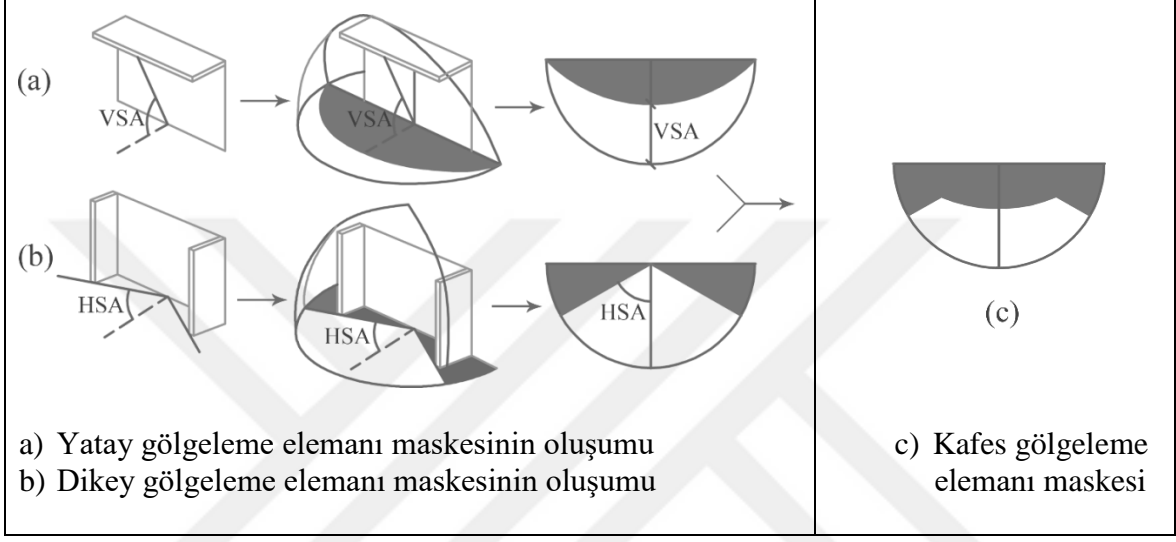 (a)
VSA
VSA
VSA
(b)
HSA
HSA
HSA
a) Yatay gölgeleme elemanı maskesinin oluşumu
b) Dikey gölgeleme elemanı maskesinin oluşumu
(c)
c) Kafes gölgeleme
elemanı maskesi